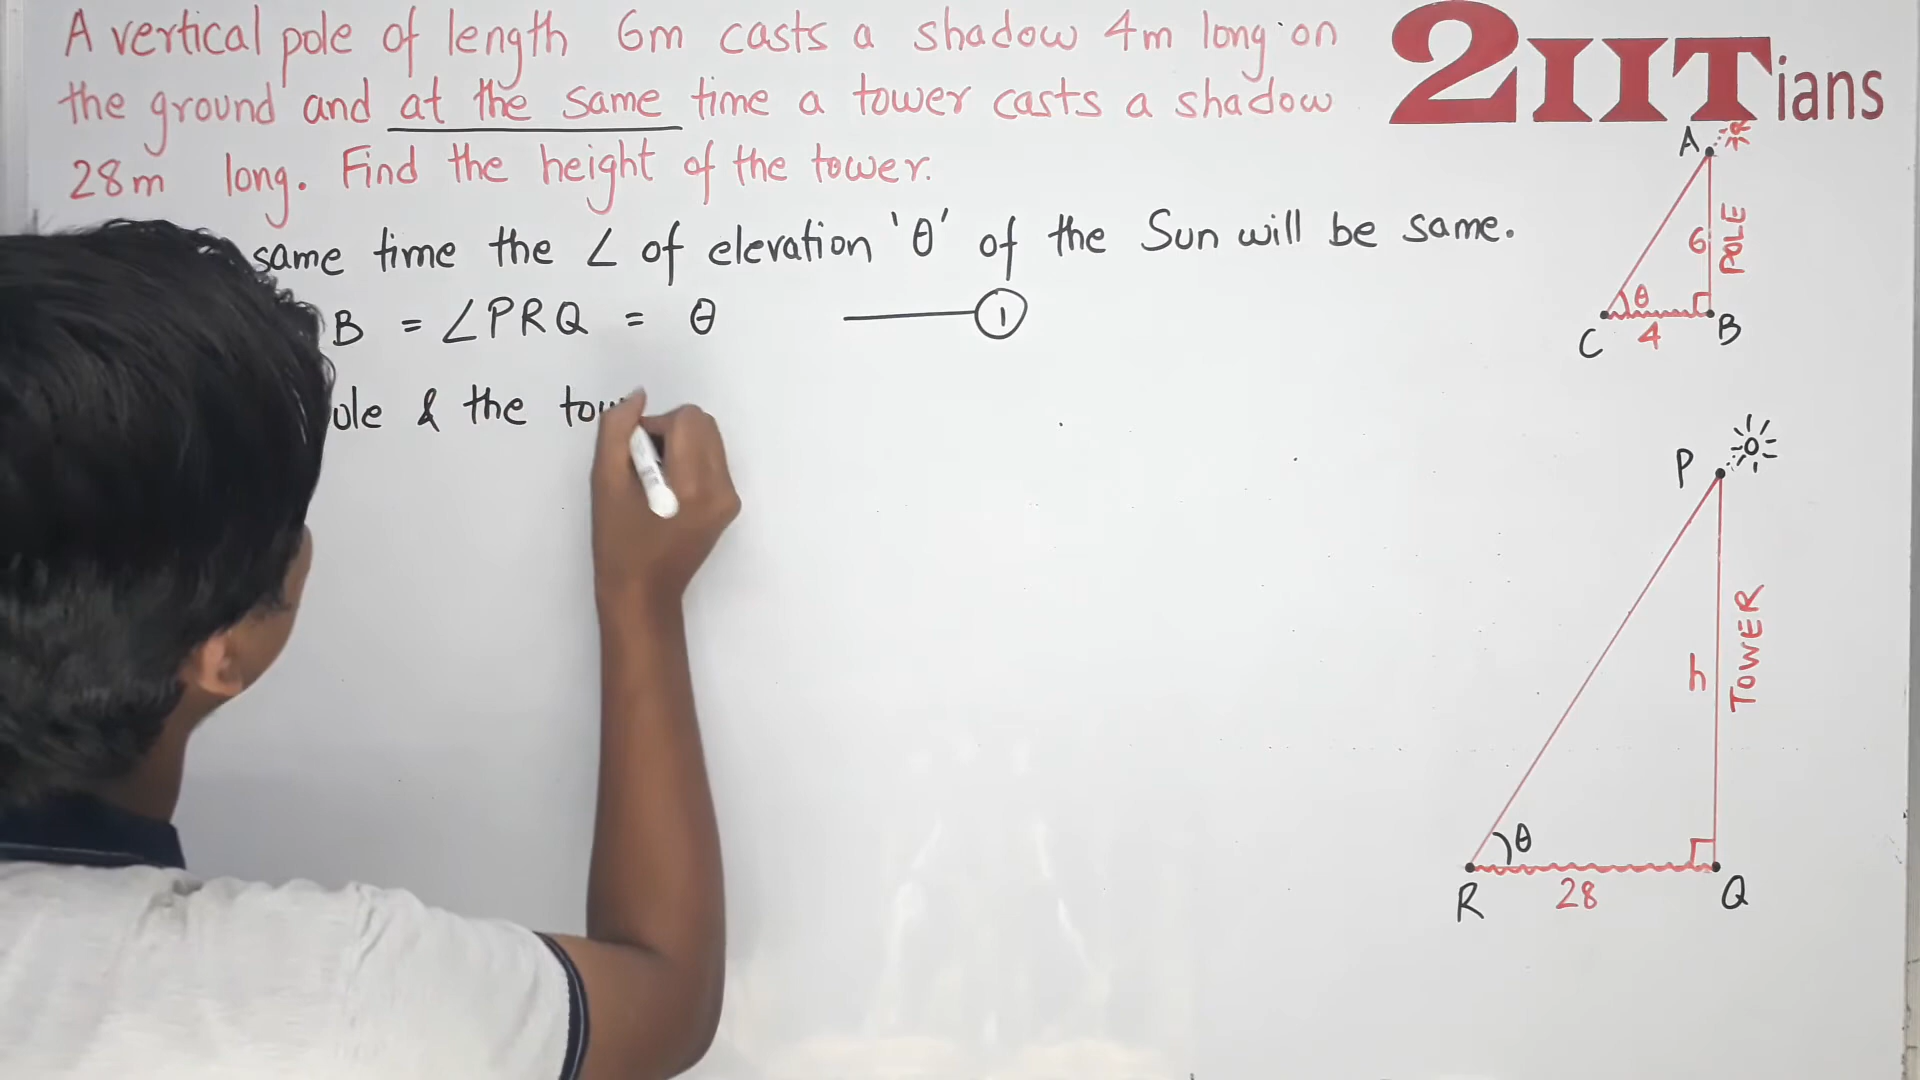 A vertical pole of length 6m casts a shadow 4m long on
the ground and at the same time a tower casts a shadow
28m long. Find the height of the tower.
same time the ∠ of elevation 'θ' of the Sun will be same.
B = ∠PRQ = θ 1
ole & the tow
2IITians
A
6
POLE
θ
C 4 B
P
h
TOWER
θ
R 28 Q